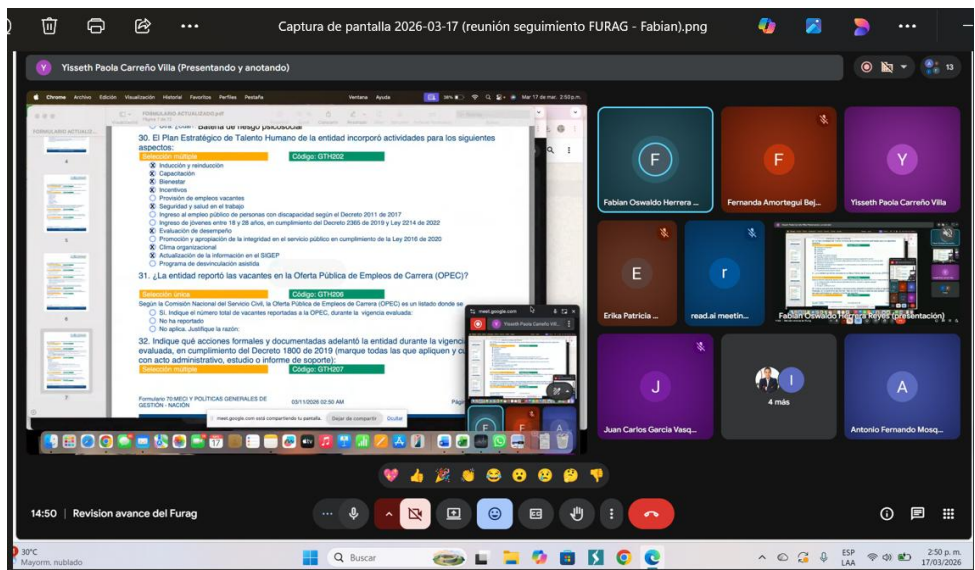 Captura de pantalla 2026-03-17 (reunión seguimiento FURAG - Fabian).png
Y Yisseth Paola Carreño Villa (Presentando y anotando)
13
Chrome Archivo Edición Visualización Historial Favoritos Perfiles Pestaña Ventana Ayuda 38% Mar 17 de mar. 2:50 p.m.
FORMULARIO ACTUALIZADO.pdf
FORMULARIO ACTUALIZ...
Batería de riesgo psicosocial
30. El Plan Estratégico de Talento Humano de la entidad incorporó actividades para los siguientes
aspectos:
Selección múltiple Código: GTH202
Inducción y reinducción
Capacitación
Bienestar
Incentivos
Provisión de empleos vacantes
Seguridad y salud en el trabajo
Ingreso al empleo público de personas con discapacidad según el Decreto 2011 de 2017
Ingreso de jóvenes entre 18 y 28 años, en cumplimiento del Decreto 2365 de 2019 y Ley 2214 de 2022
Evaluación de desempeño
Promoción y apropiación de la integridad en el servicio público en cumplimiento de la Ley 2016 de 2020
Clima organizacional
Actualización de la información en el SIGEP
Programa de desvinculación asistida
31. ¿La entidad reportó las vacantes en la Oferta Pública de Empleos de Carrera (OPEC)?
Selección única Código: GTH206
Según la Comisión Nacional del Servicio Civil, la Oferta Pública de Empleos de Carrera (OPEC) es un listado donde se
Sí. Indique el número total de vacantes reportadas a la OPEC, durante la vigencia evaluada:
No ha reportado
No aplica. Justifique la razón:
32. Indique qué acciones formales y documentadas adelantó la entidad durante la vigenci
evaluada, en cumplimiento del Decreto 1800 de 2019 (marque todas las que apliquen y cu
con acto administrativo, estudio o informe de soporte):
Selección múltiple Código: GTH207
Formulario 70:MECI Y POLÍTICAS GENERALES DE
GESTIÓN - NACIÓN
03/11/2026 02:50 AM
Pági
meet.google.com está compartiendo tu pantalla. Dejar de compartir Ocultar
meet.google.com
F
Fabian Oswaldo Herrera ...
F
Fernanda Amortegui Bej...
Y
Yisseth Paola Carreño Villa
E
Erika Patricia ...
r
read.ai meetin...
Fabian Oswaldo Herrera Reyes (presentación)
J
Juan Carlos Garcia Vasq...
I
4 más
A
Antonio Fernando Mosq...
14:50 | Revision avance del Furag
30°C
Mayorm. nublado
Buscar
ESP
LAA
2:50 p. m.
17/03/2026